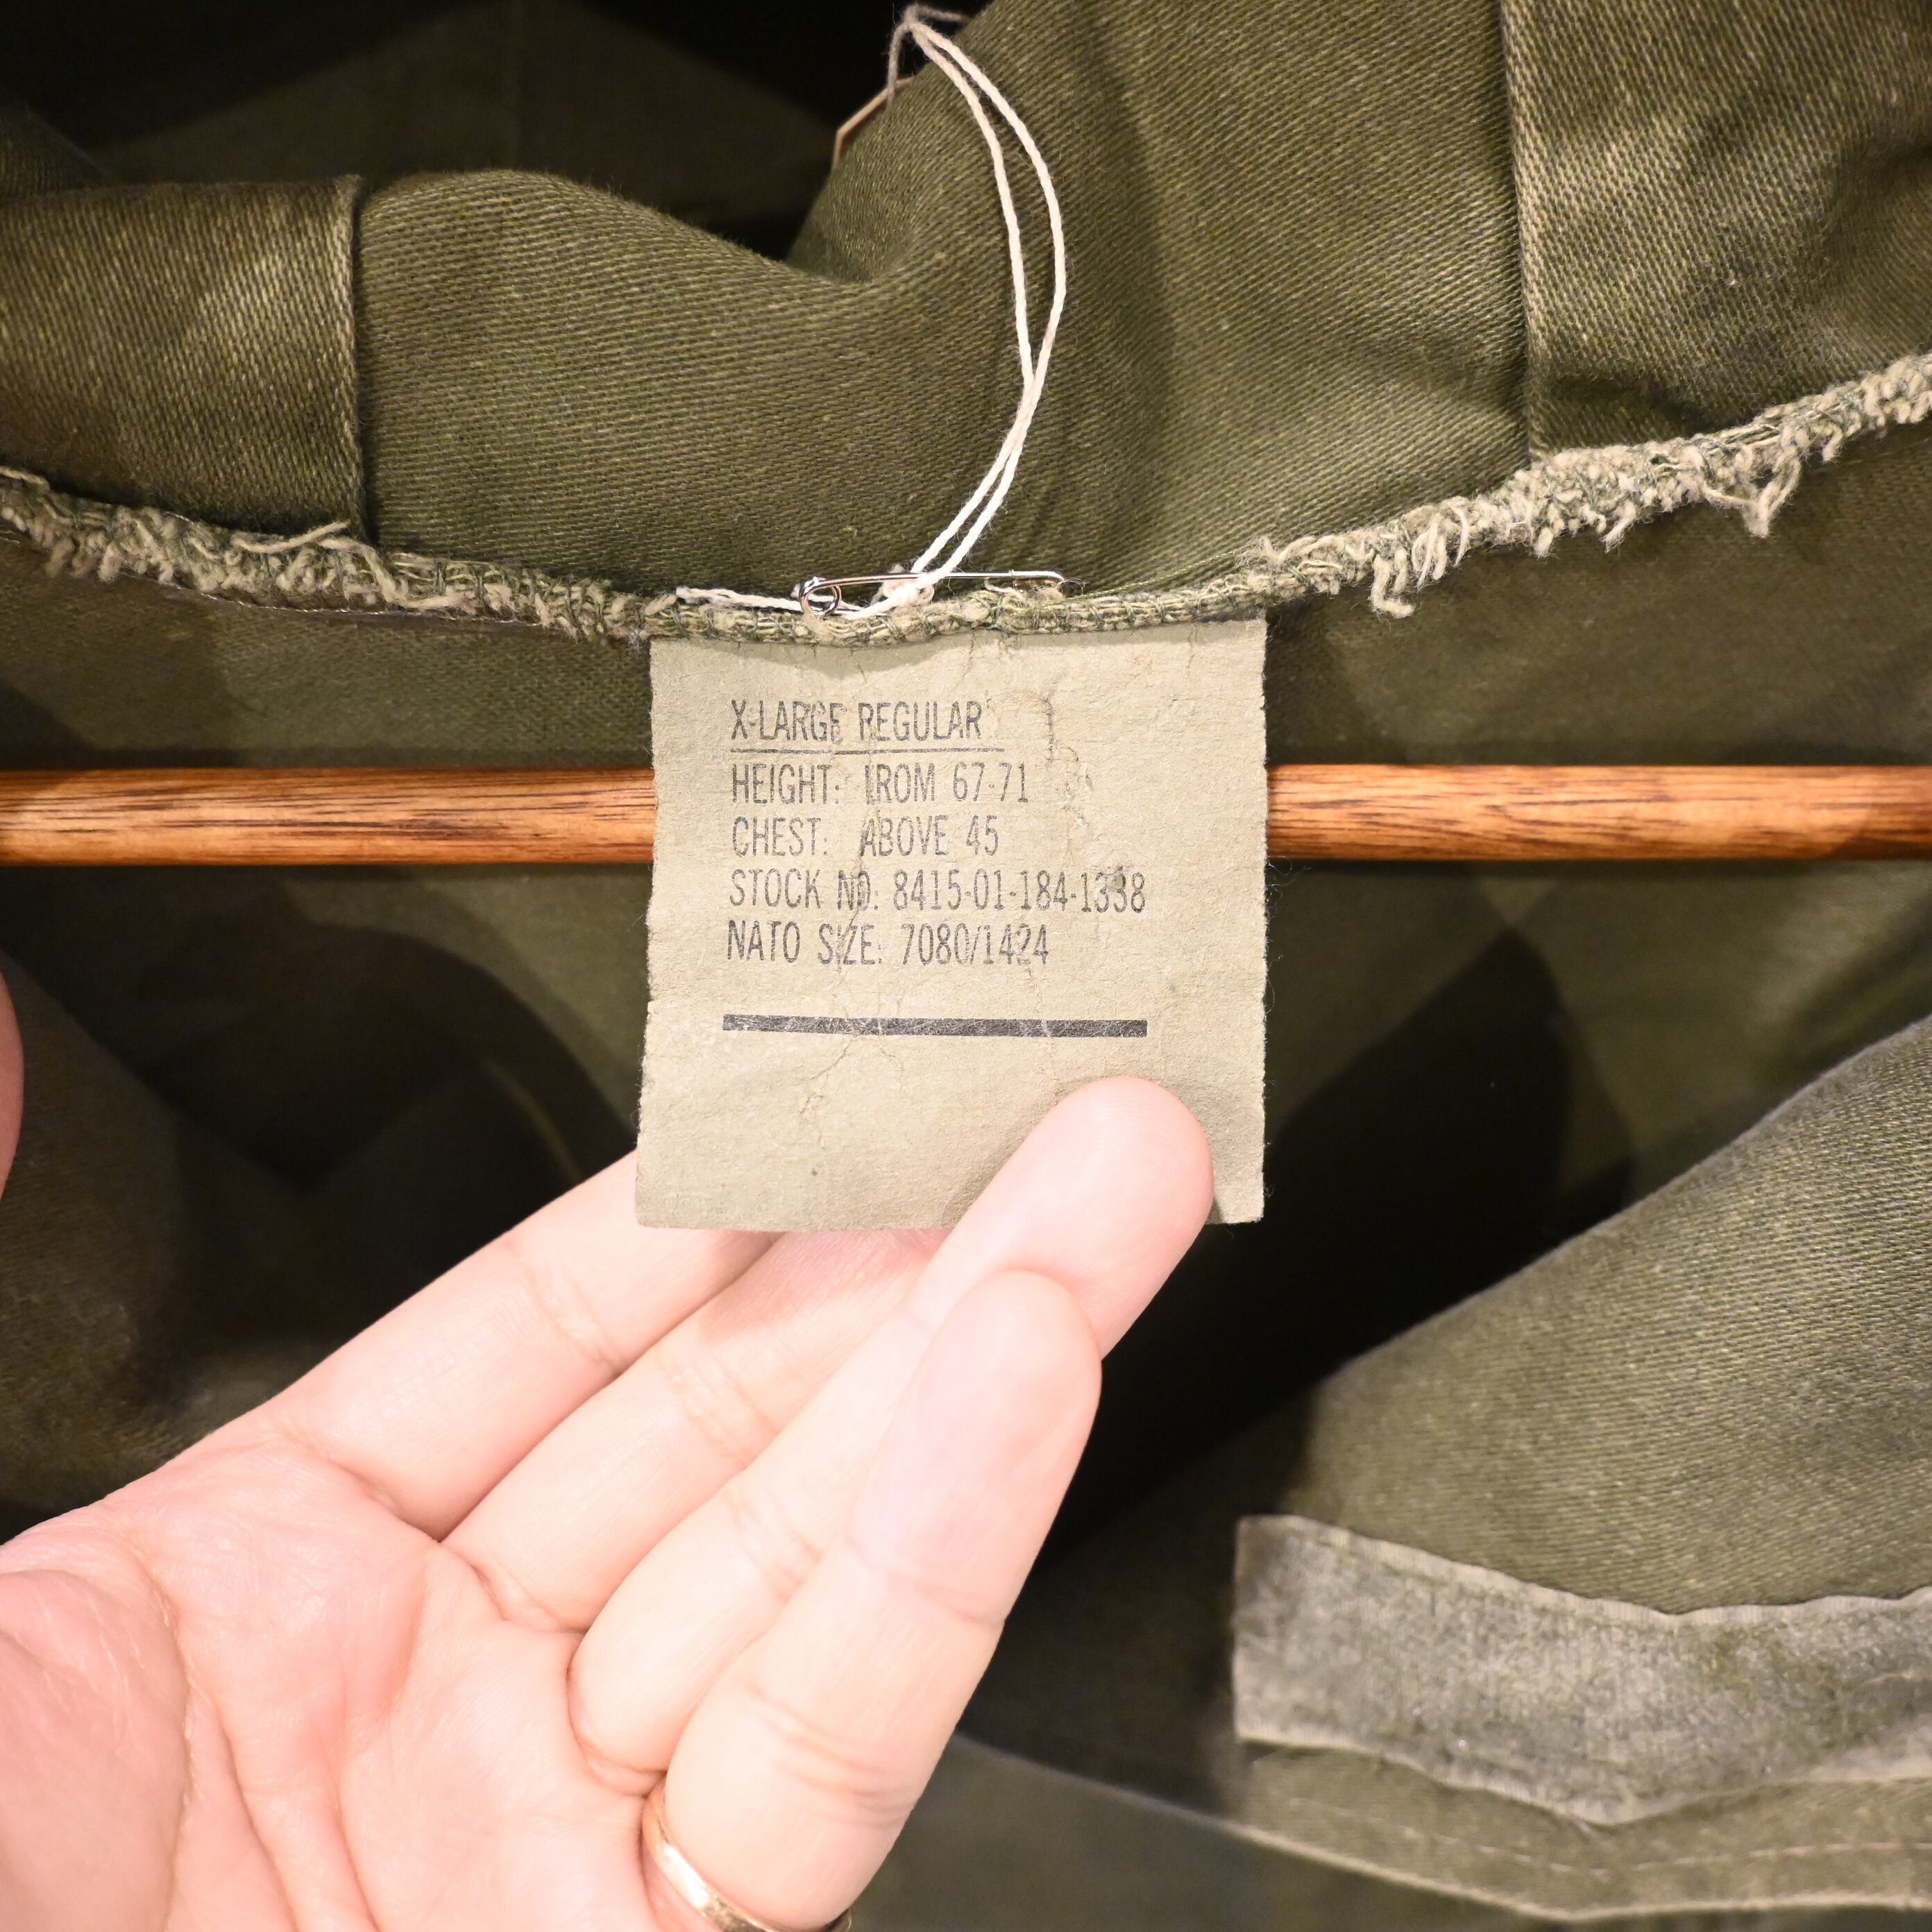 X-LARGE REGULAR
HEIGHT: FROM 67-71
CHEST: ABOVE 45
STOCK NO: 8415-01-184-1338
NATO SIZE: 7080/1424